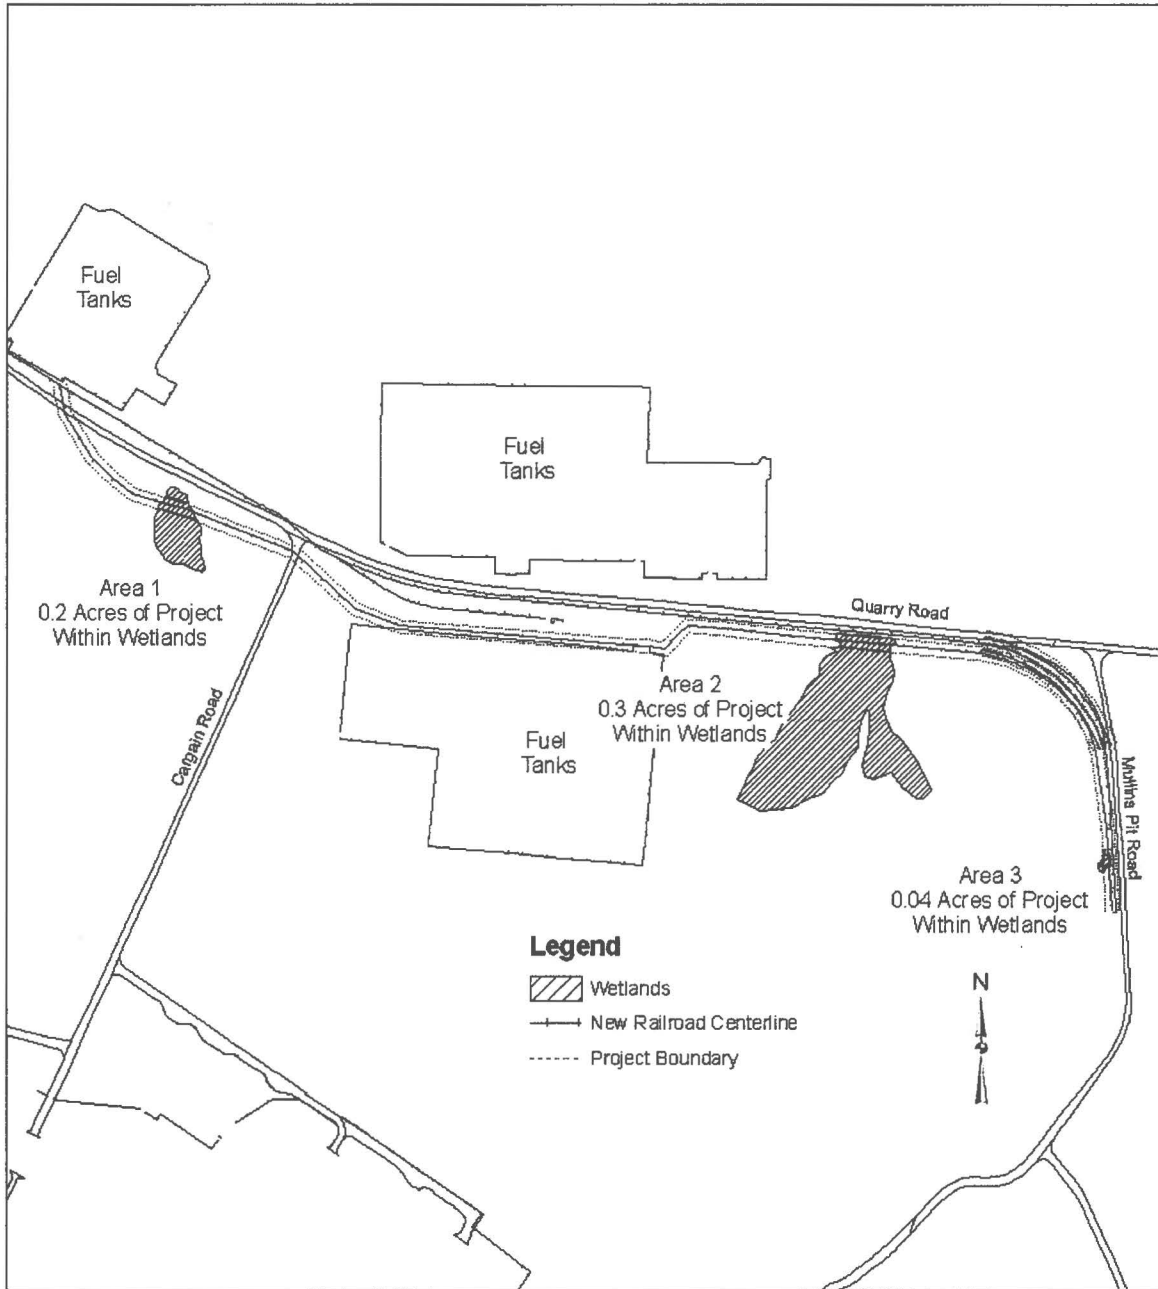 Fuel
Tanks
Fuel
Tanks
Quarry Road
Area 1
0.2 Acres of Project
Within Wetlands
Area 2
0.3 Acres of Project
Within Wetlands
Fuel
Tanks
Cargain Road
Mullins Pit Road
Area 3
0.04 Acres of Project
Within Wetlands
Legend
Wetlands
New Railroad Centerline
Project Boundary
N